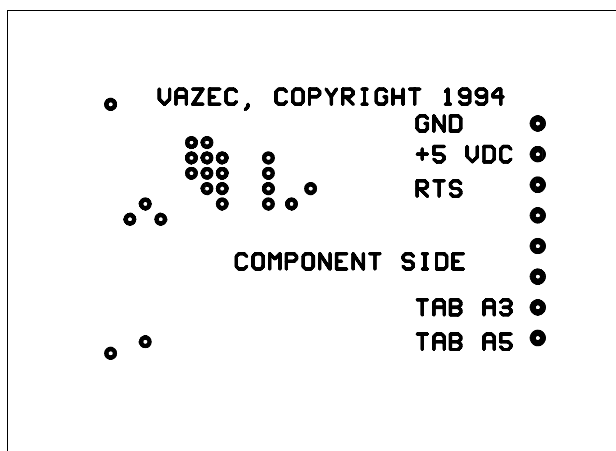 VAZEC, COPYRIGHT 1994
GND
+5 VDC
RTS
COMPONENT SIDE
TAB A3
TAB A5